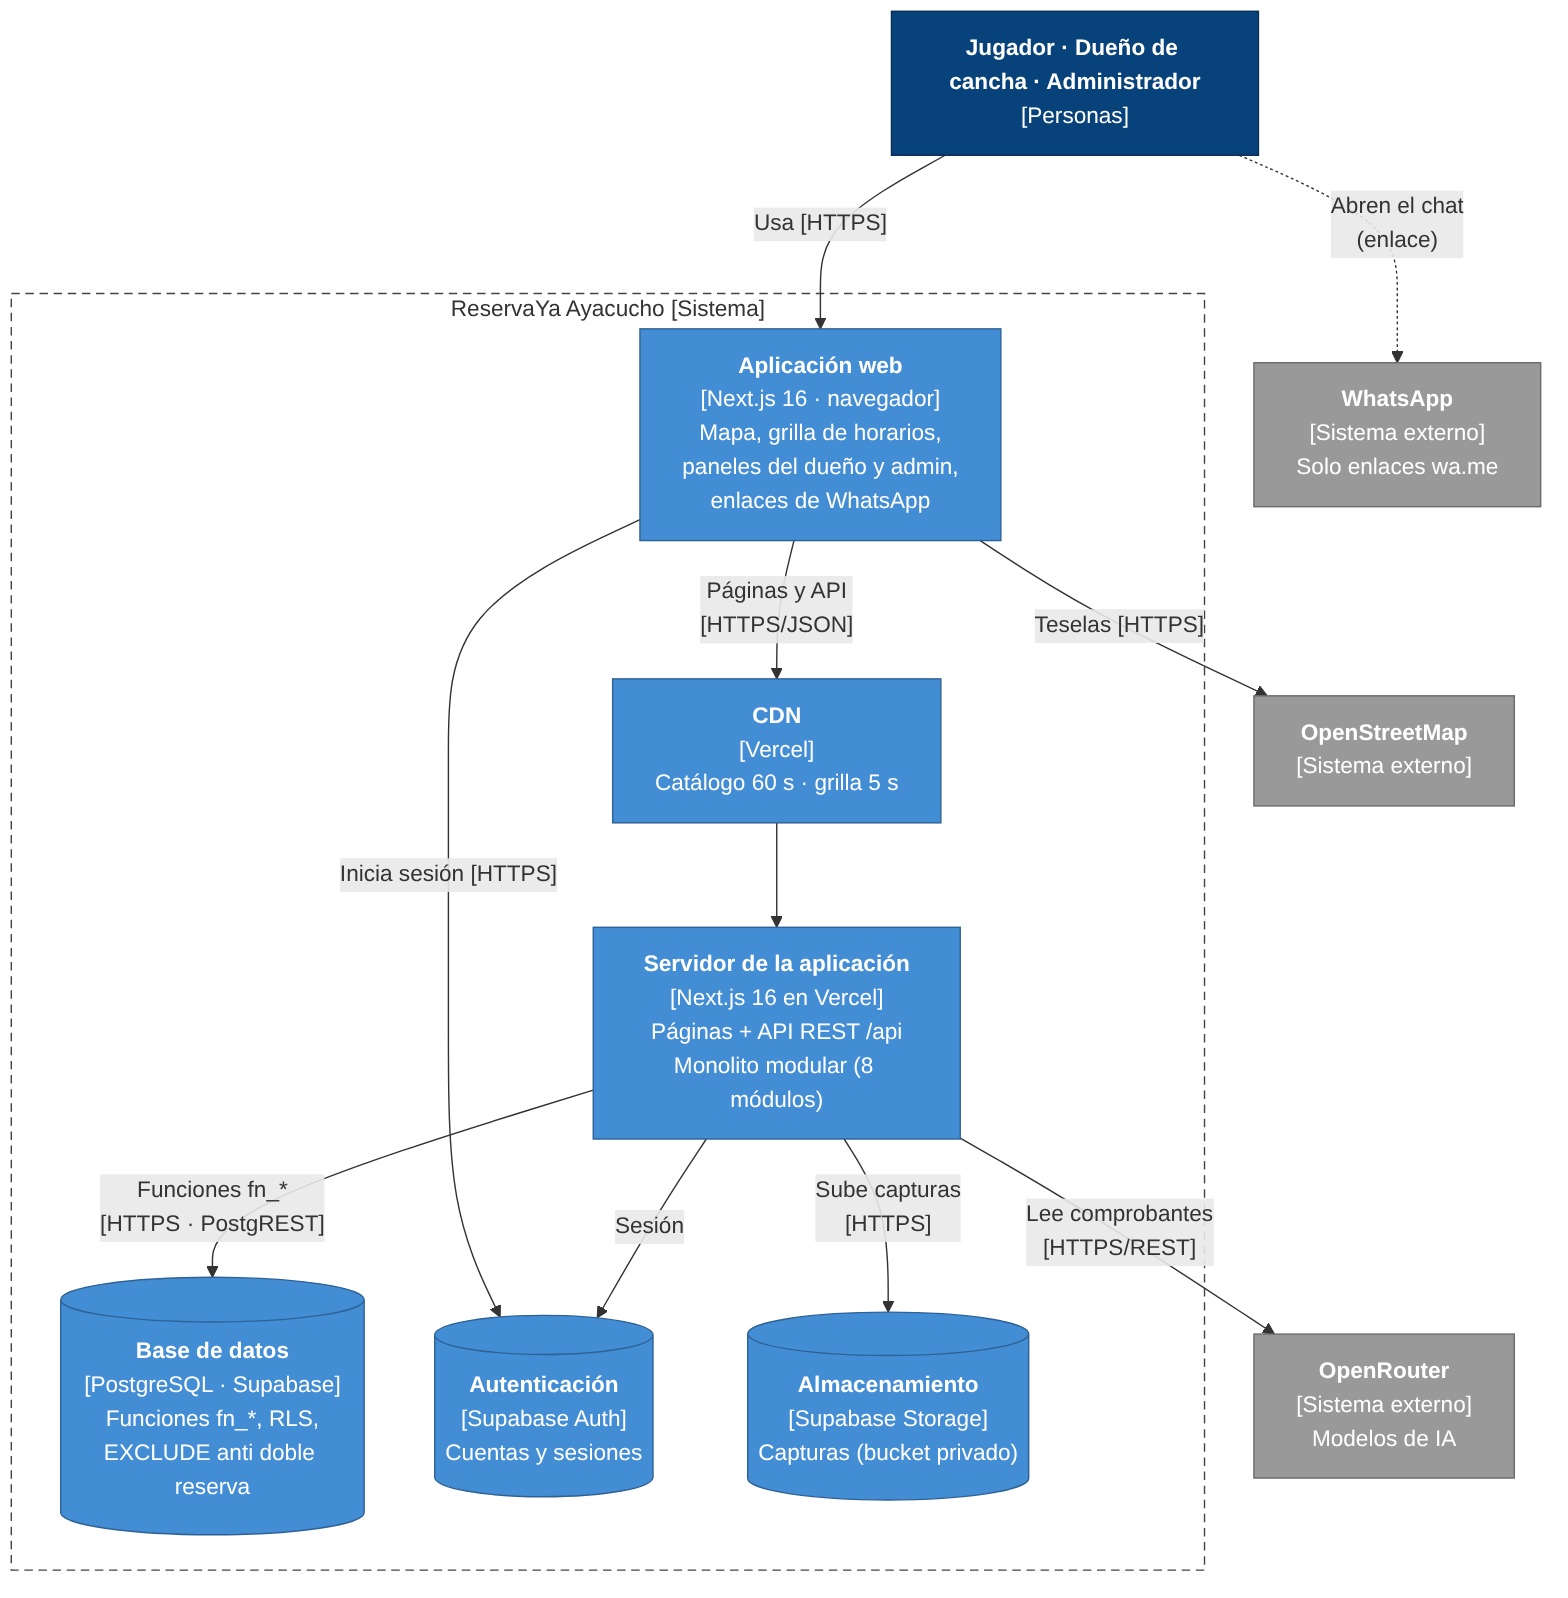 Jugador · Dueño de
cancha · Administrador
[Personas]
Usa [HTTPS]
Abren el chat
(enlace)
ReservaYa Ayacucho [Sistema]
Aplicación web
[Next.js 16 · navegador]
Mapa, grilla de horarios,
paneles del dueño y admin,
enlaces de WhatsApp
WhatsApp
[Sistema externo]
Solo enlaces wa.me
Páginas y API
[HTTPS/JSON]
Teselas [HTTPS]
CDN
[Vercel]
Catálogo 60 s · grilla 5 s
OpenStreetMap
[Sistema externo]
Inicia sesión [HTTPS]
Servidor de la aplicación
[Next.js 16 en Vercel]
Páginas + API REST /api
Monolito modular (8
módulos)
Funciones fn_*
[HTTPS · PostgREST]
Sesión
Sube capturas
[HTTPS]
Lee comprobantes
[HTTPS/REST]
Base de datos
[PostgreSQL · Supabase]
Funciones fn_*, RLS,
EXCLUDE anti doble
reserva
Autenticación
[Supabase Auth]
Cuentas y sesiones
Almacenamiento
[Supabase Storage]
Capturas (bucket privado)
OpenRouter
[Sistema externo]
Modelos de IA